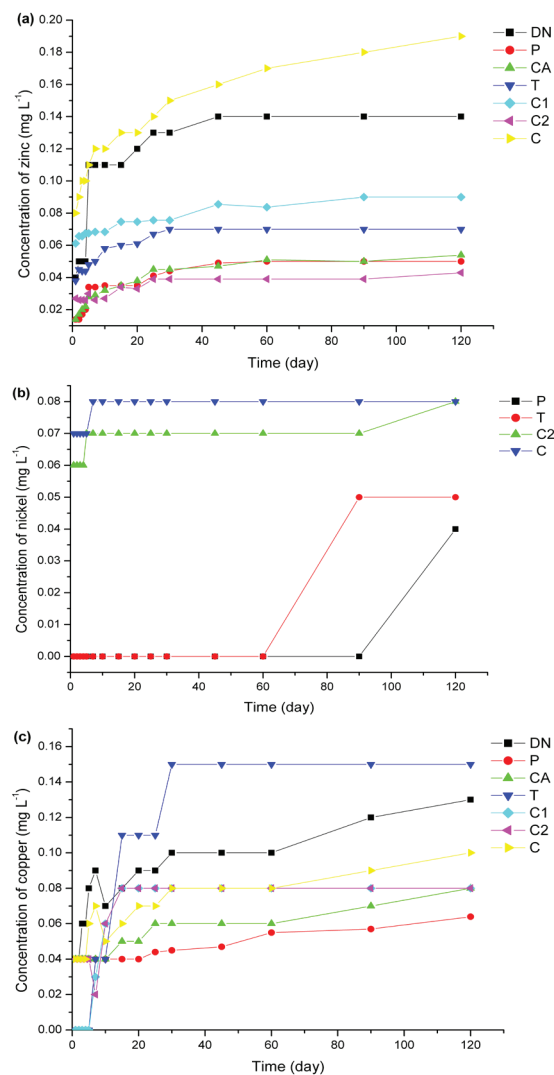 (a)
0.20
0.18
0.16
0.14
0.12
0.10
0.08
0.06
0.04
0.02
Concentration of zinc (mg L-1)
0 20 40 60 80 100 120
Time (day)
DN
P
CA
T
C1
C2
C
(b)
0.08
0.07
0.06
0.05
0.04
0.03
0.02
0.01
0.00
Concentration of nickel (mg L-1)
0 20 40 60 80 100 120
Time (day)
P
T
C2
C
(c)
0.16
0.14
0.12
0.10
0.08
0.06
0.04
0.02
0.00
Concentration of copper (mg L-1)
0 20 40 60 80 100 120
Time (day)
DN
P
CA
T
C1
C2
C